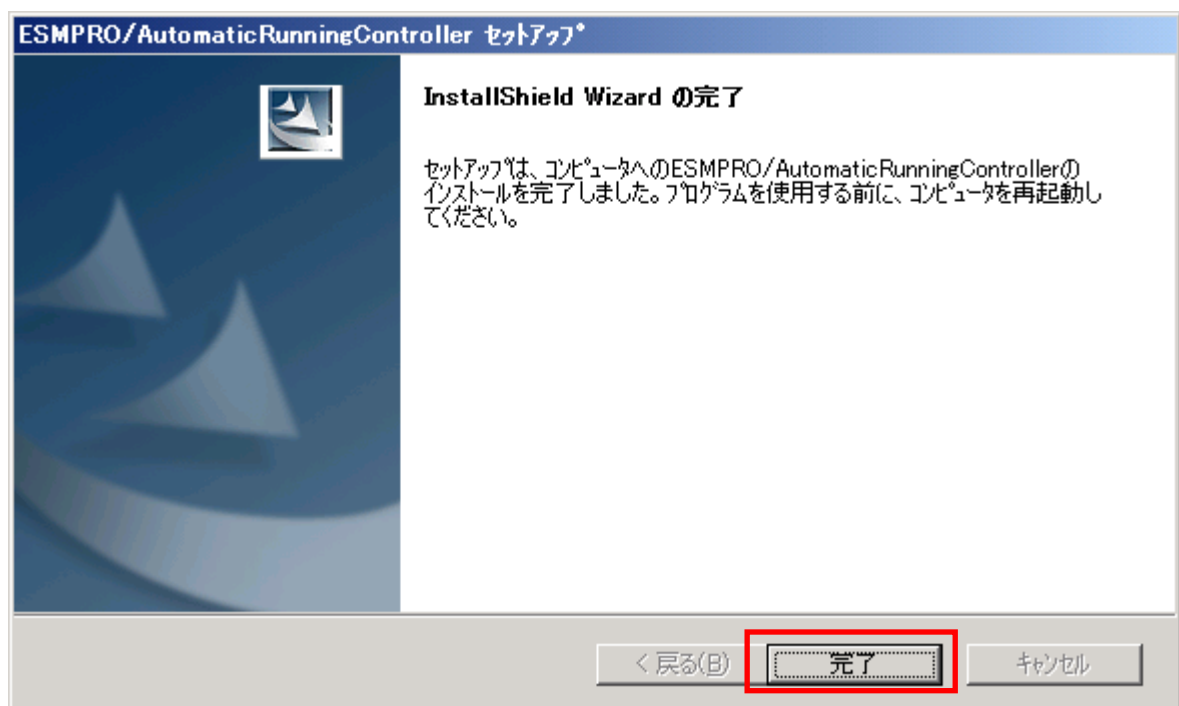 ESMPRO/AutomaticRunningController ｾｯﾄｱｯﾌﾟ
InstallShield Wizard の完了
ｾｯﾄｱｯﾌﾟは、ｺﾝﾋﾟｭｰﾀへのESMPRO/AutomaticRunningControllerの
ｲﾝｽﾄｰﾙを完了しました。ﾌﾟﾛｸﾞﾗﾑを使用する前に、ｺﾝﾋﾟｭｰﾀを再起動し
てください。
< 戻る(B)
完了
ｷｬﾝｾﾙ